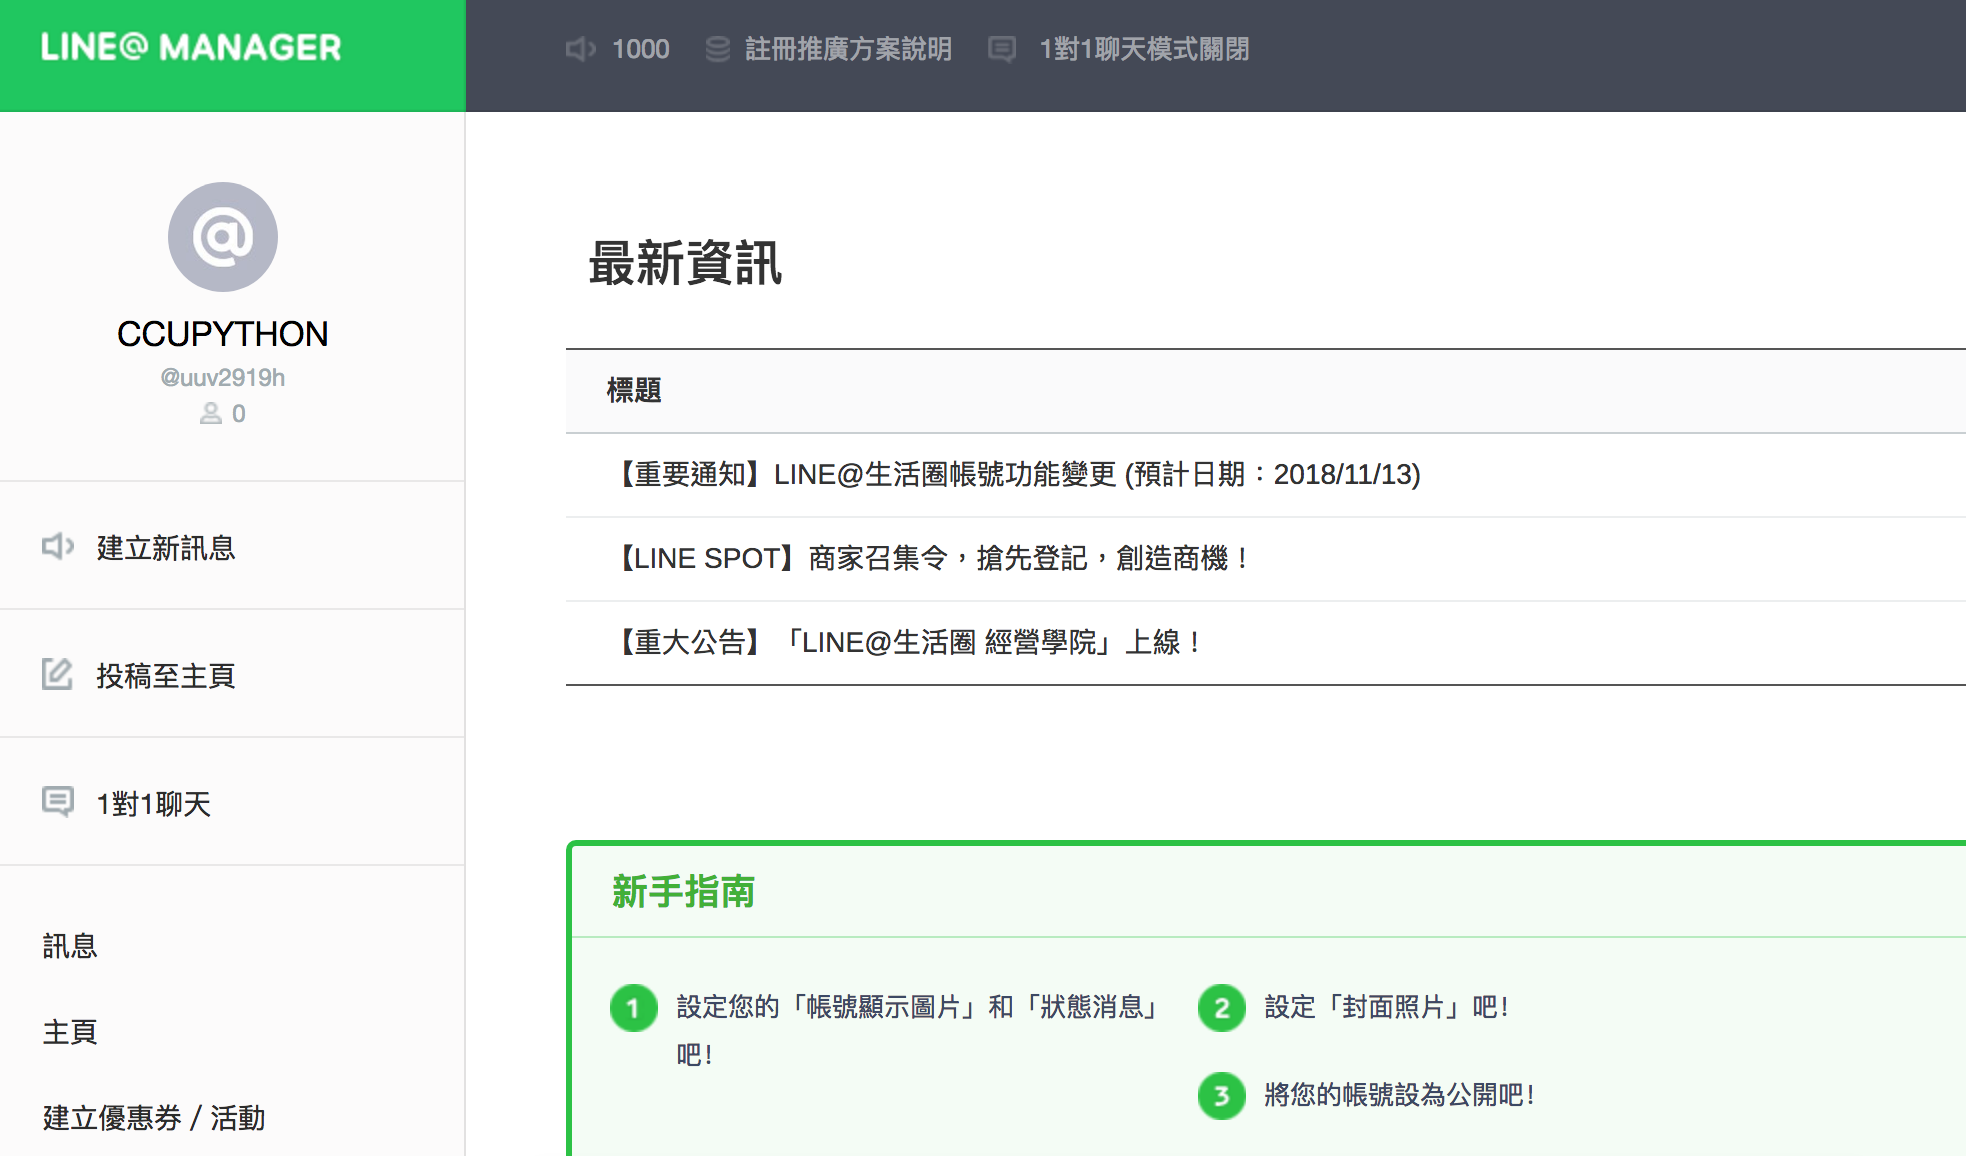 LINE@ MANAGER
1000 註冊推廣方案說明 1對1聊天模式關閉
@
CCUPYTHON
@uuv2919h
0
建立新訊息
投稿至主頁
1對1聊天
訊息
主頁
建立優惠券 / 活動
最新資訊
標題
【重要通知】LINE@生活圈帳號功能變更 (預計日期：2018/11/13)
【LINE SPOT】商家召集令，搶先登記，創造商機！
【重大公告】「LINE@生活圈 經營學院」上線！
新手指南
1 設定您的「帳號顯示圖片」和「狀態消息」
吧!
2 設定「封面照片」吧!
3 將您的帳號設為公開吧!